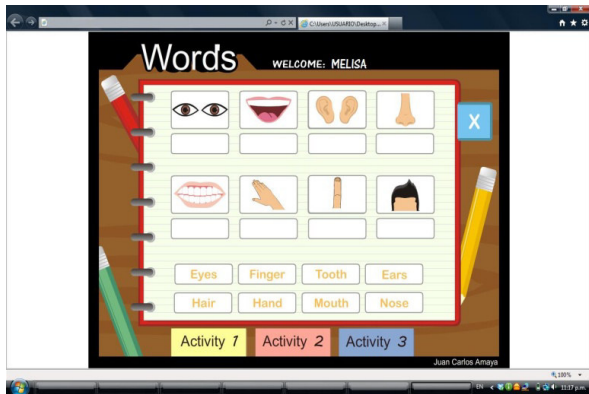 C:\Users\USUARIO\Desktop...
Words
WELCOME: MELISA
X
Eyes Finger Tooth Ears
Hair Hand Mouth Nose
Activity 1 Activity 2 Activity 3
Juan Carlos Amaya
100%
EN 11:17 p.m.